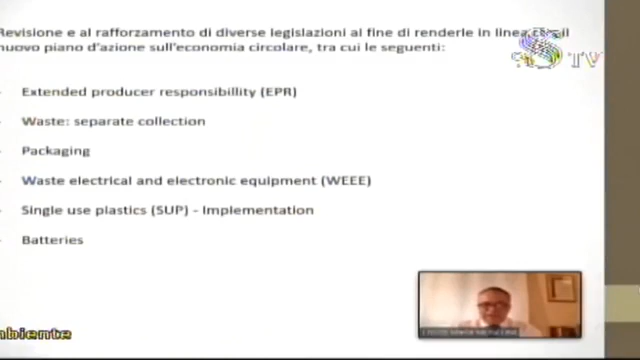 Revisione e al rafforzamento di diverse legislazioni al fine di renderle in linea con il
nuovo piano d'azione sull'economia circolare, tra cui le seguenti:
Extended producer responsibillity (EPR)
Waste: separate collection
Packaging
Waste electrical and electronic equipment (WEEE)
Single use plastics (SUP) - Implementation
Batteries
S TV
mbiente